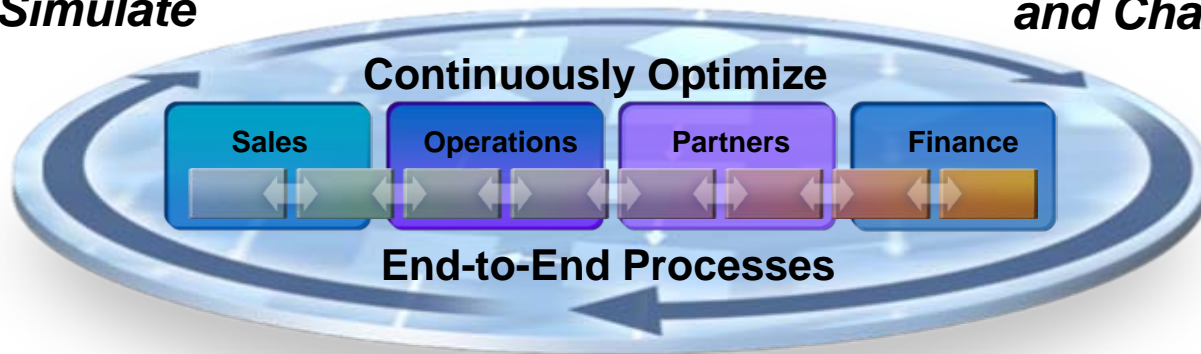 Simulate
and Cha
Continuously Optimize
Sales Operations Partners Finance
End-to-End Processes